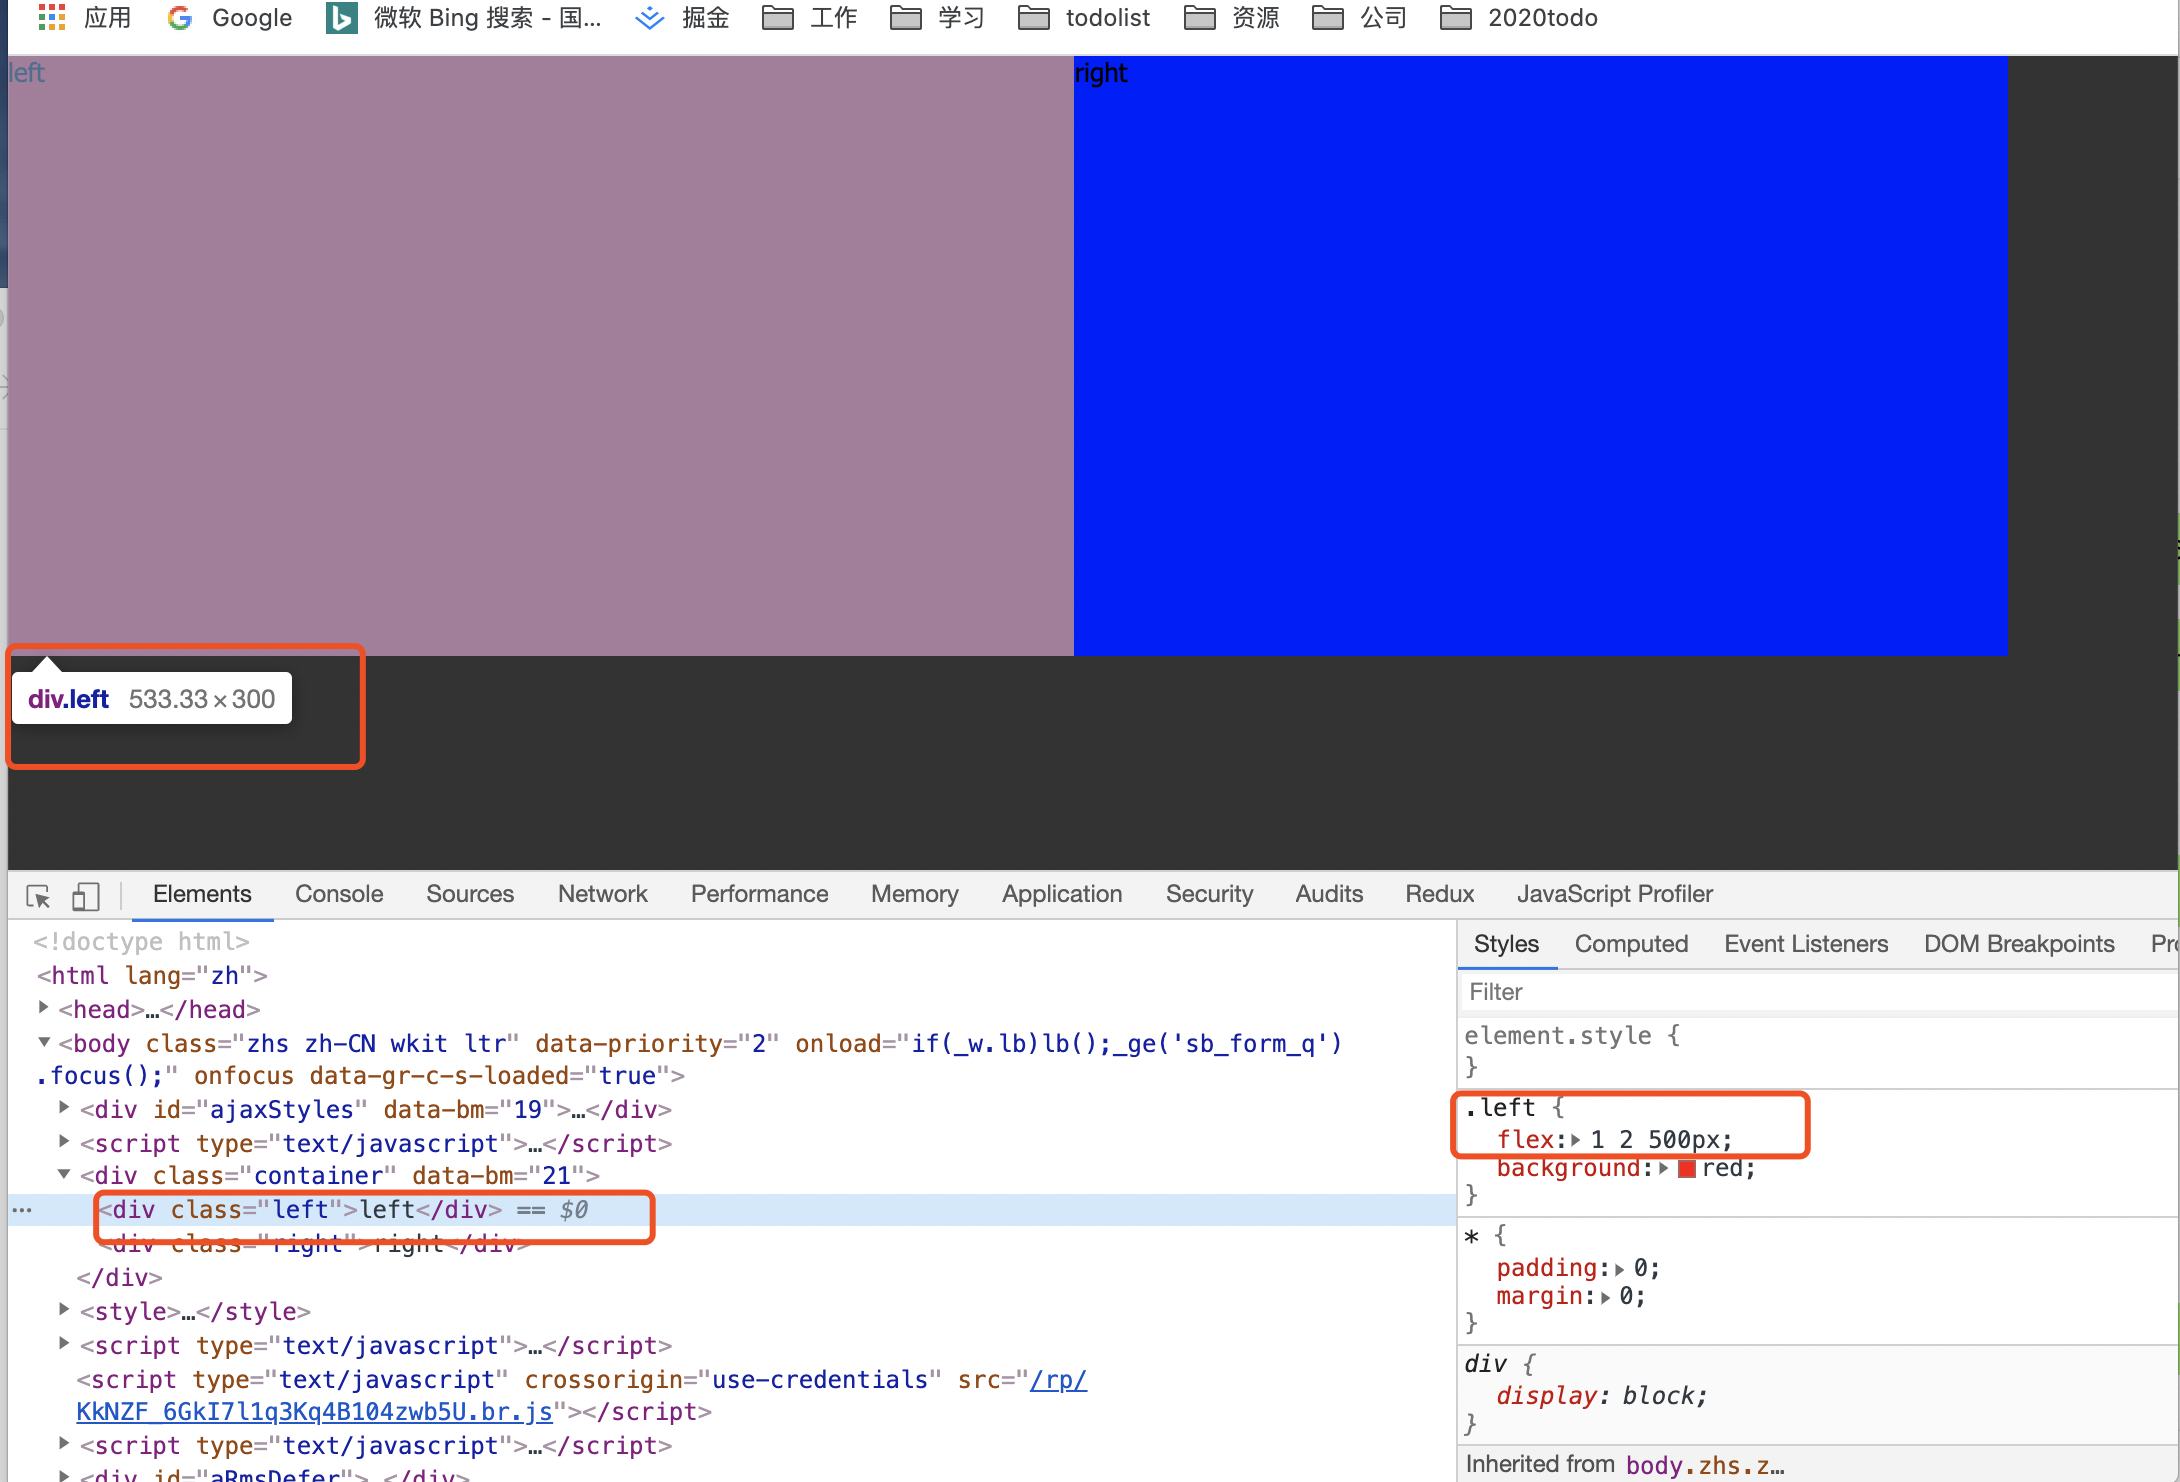 应用 Google 微软 Bing 搜索 - 国... 掘金 工作 学习 todolist 资源 公司 2020todo
left right
div.left 533.33 × 300
Elements Console Sources Network Performance Memory Application Security Audits Redux JavaScript Profiler
<!doctype html>
<html lang="zh">
<head>…</head>
<body class="zhs zh-CN wkit ltr" data-priority="2" onload="if(_w.lb)lb();_ge('sb_form_q')
.focus();" onfocus data-gr-c-s-loaded="true">
<div id="ajaxStyles" data-bm="19">…</div>
<script type="text/javascript">…</script>
<div class="container" data-bm="21">
… <div class="left">left</div> == $0
<div class="right">right</div>
</div>
<style>…</style>
<script type="text/javascript">…</script>
<script type="text/javascript" crossorigin="use-credentials" src="/rp/
KkNZF_6GkI7l1q3Kq4B104zwb5U.br.js"></script>
<script type="text/javascript">…</script>
<div id="aRmsDefer">…</div>
Styles Computed Event Listeners DOM Breakpoints Pro
Filter
element.style {
}
.left {
flex: 1 2 500px;
background: red;
}
* {
padding: 0;
margin: 0;
}
div {
display: block;
}
Inherited from body.zhs.z…